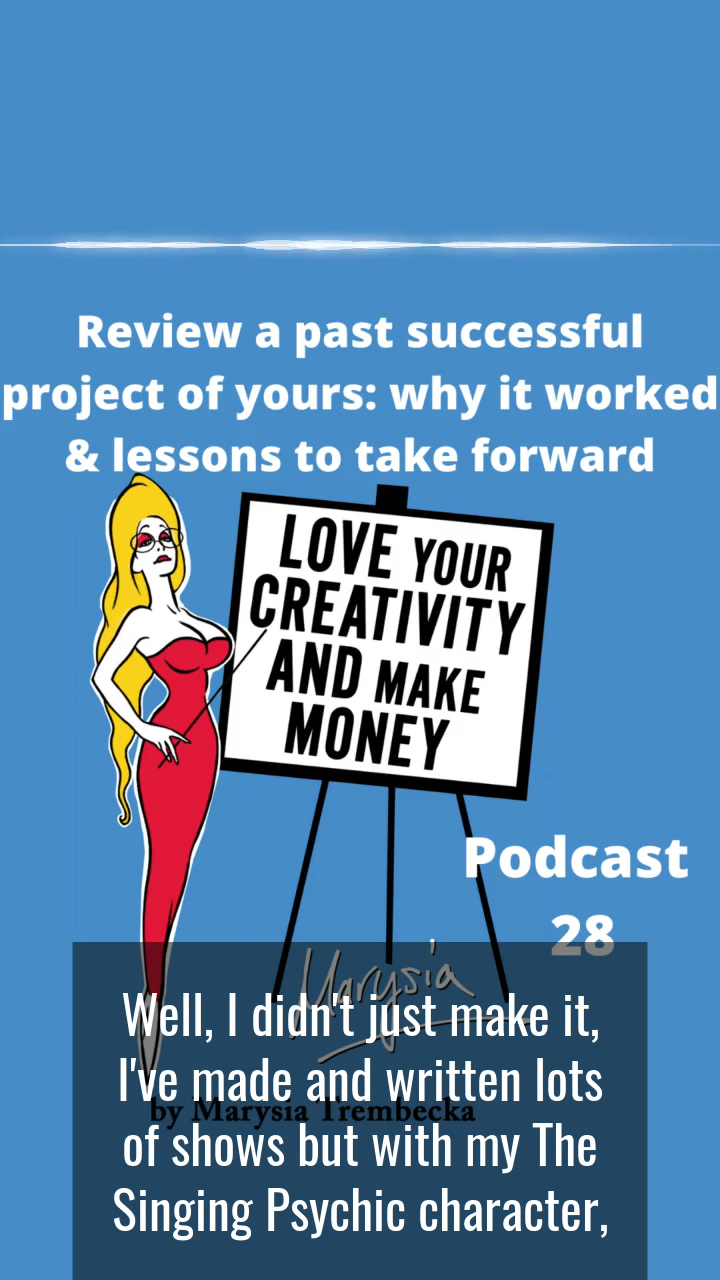 Review a past successful
project of yours: why it worked
& lessons to take forward
LOVE YOUR
CREATIVITY
AND MAKE
MONEY
Podcast
28
Marysia
by Marysia Trembecka
Well, I didn't just make it,
I've made and written lots
of shows but with my The
Singing Psychic character,